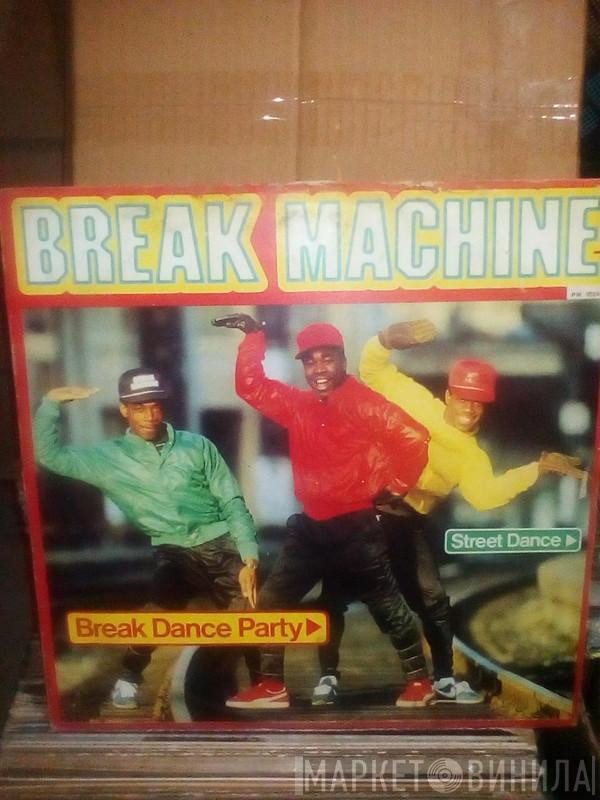 BREAK MACHINE
Street Dance
Break Dance Party
МАРКЕТ ВИНИЛА